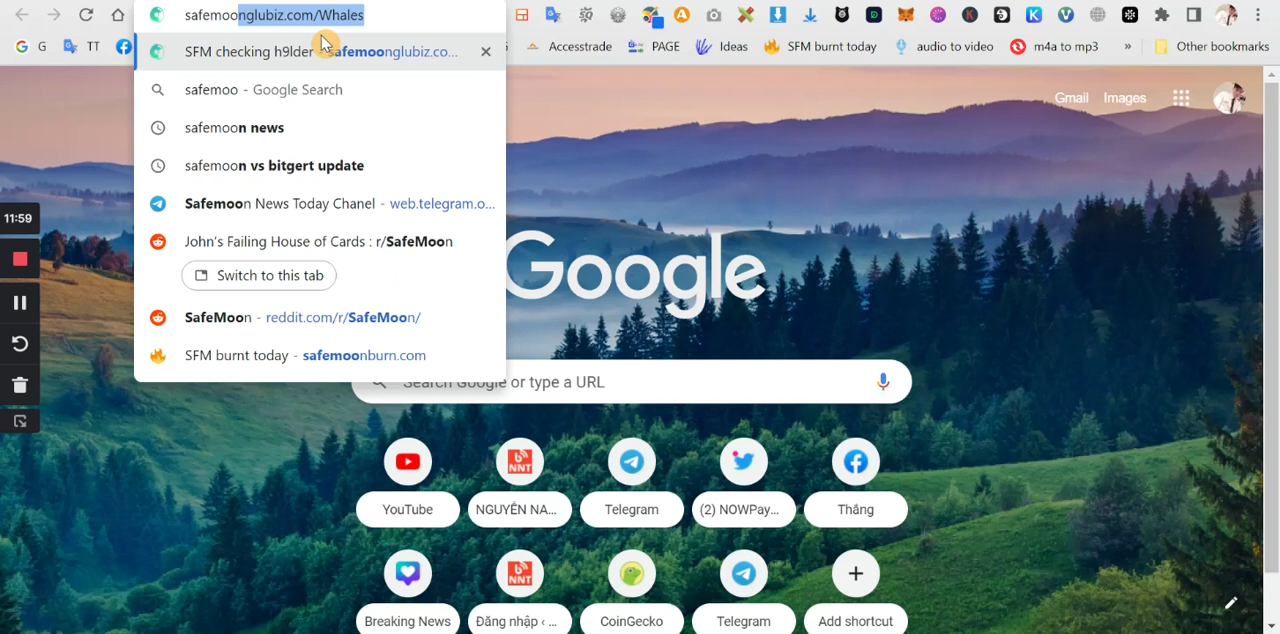 safemoonglubiz.com/Whales
SFM checking h9lder - safemoonglubiz.co...
safemoo - Google Search
safemoon news
safemoon vs bitgert update
Safemoon News Today Chanel - web.telegram.o...
John's Failing House of Cards : r/SafeMoon
Switch to this tab
SafeMoon - reddit.com/r/SafeMoon/
SFM burnt today - safemoonburn.com
G
TT
Accesstrade
PAGE
Ideas
SFM burnt today
audio to video
m4a to mp3
»
Other bookmarks
Gmail
Images
11:59
Google
Search Google or type a URL
YouTube
NGUYÊN NA...
Telegram
(2) NOWPay...
Thắng
Breaking News
Đăng nhập ‹ ...
CoinGecko
Telegram
Add shortcut